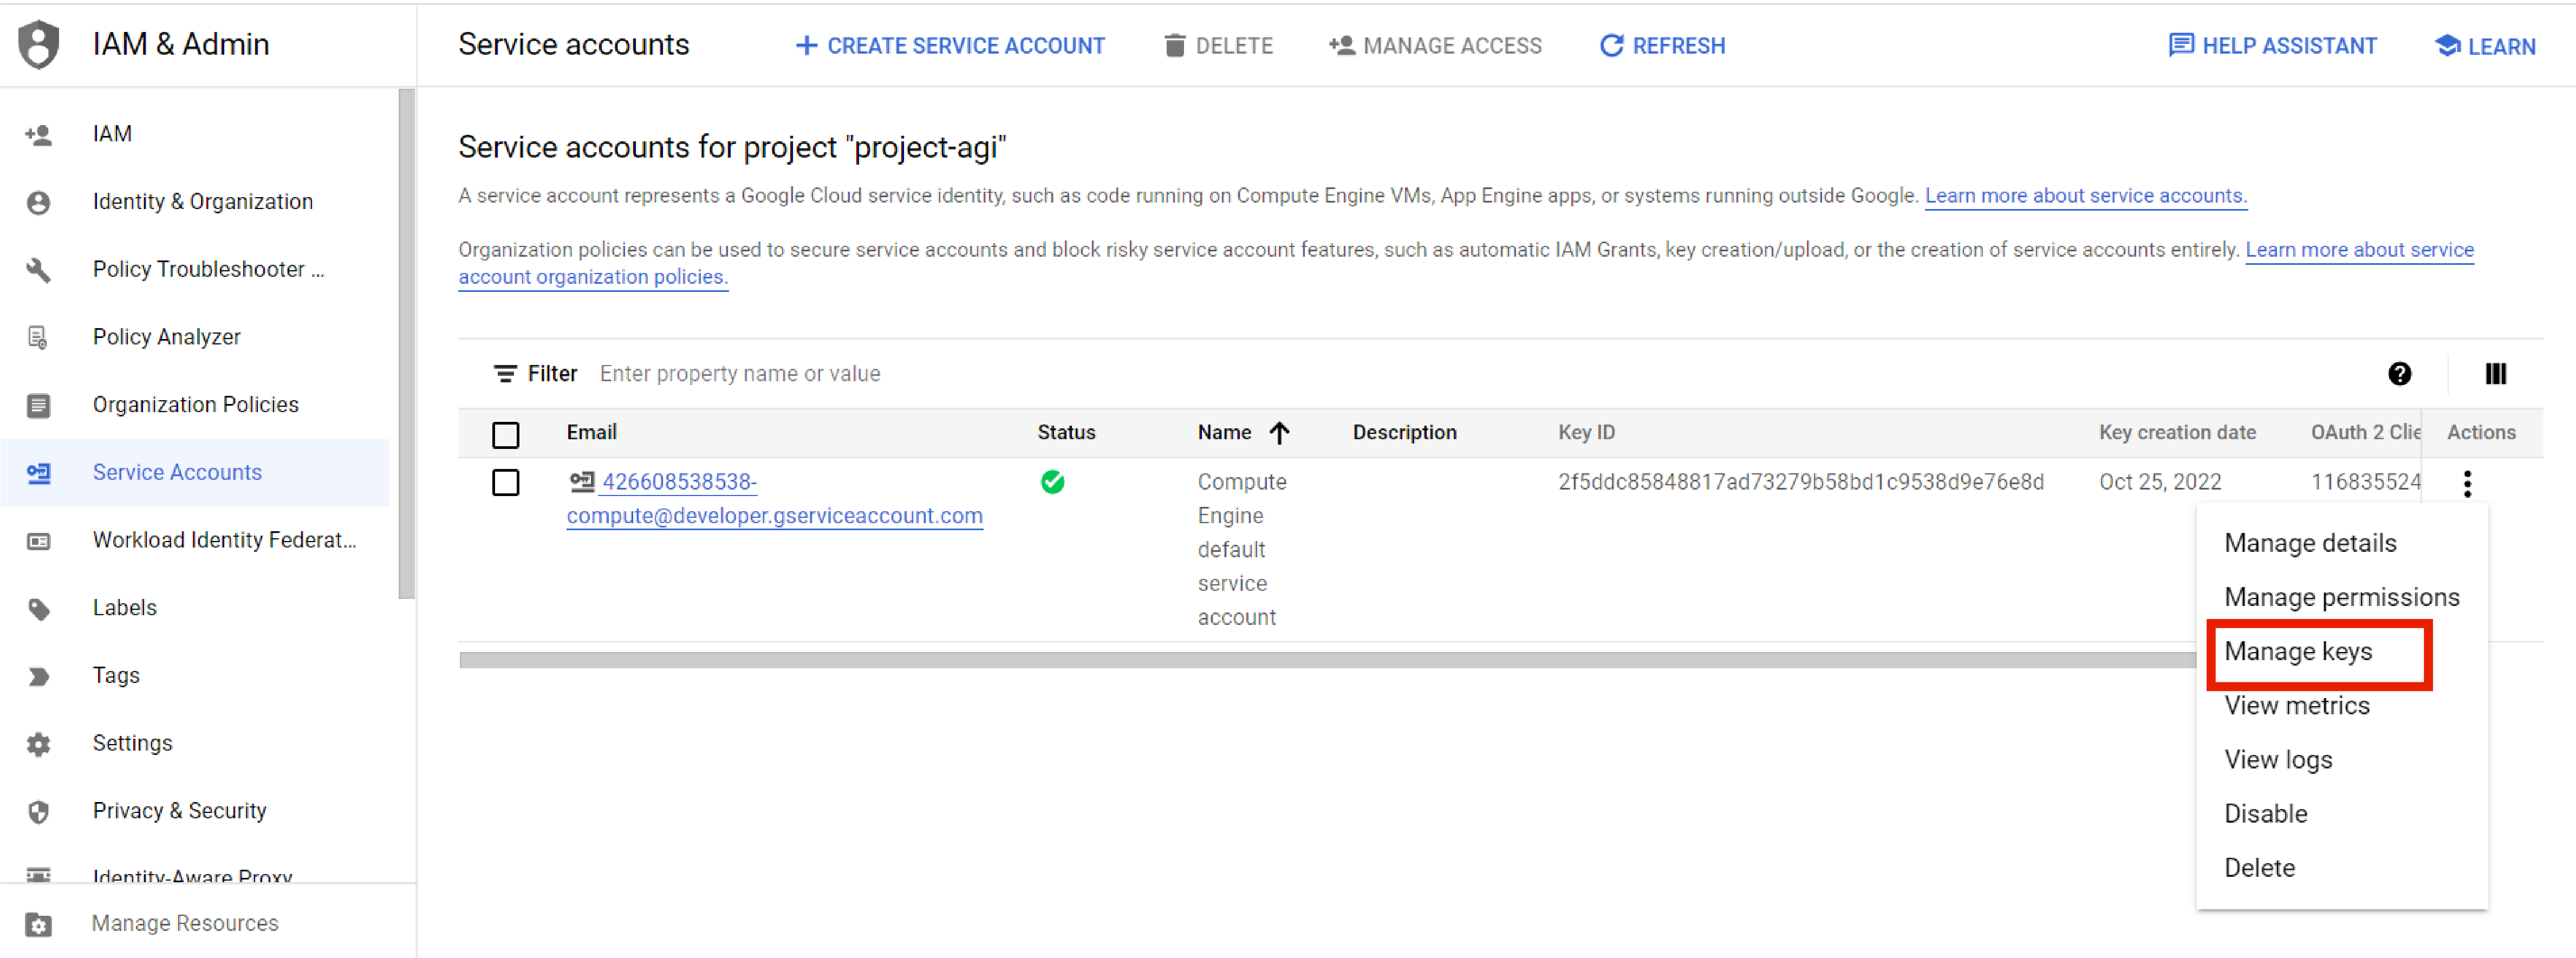 IAM & Admin
Service accounts
CREATE SERVICE ACCOUNT
DELETE
MANAGE ACCESS
REFRESH
HELP ASSISTANT
LEARN
IAM
Identity & Organization
Policy Troubleshooter ...
Policy Analyzer
Organization Policies
Service Accounts
Workload Identity Federat...
Labels
Tags
Settings
Privacy & Security
Identity-Aware Proxy
Manage Resources
Service accounts for project "project-agi"
A service account represents a Google Cloud service identity, such as code running on Compute Engine VMs, App Engine apps, or systems running outside Google. Learn more about service accounts.
Organization policies can be used to secure service accounts and block risky service account features, such as automatic IAM Grants, key creation/upload, or the creation of service accounts entirely. Learn more about service
account organization policies.
Filter Enter property name or value
Email Status Name Description Key ID Key creation date OAuth 2 Clie Actions
426608538538- Compute 2f5ddc85848817ad73279b58bd1c9538d9e76e8d Oct 25, 2022 116835524
compute@developer.gserviceaccount.com Engine
default
service
account
Manage details
Manage permissions
Manage keys
View metrics
View logs
Disable
Delete